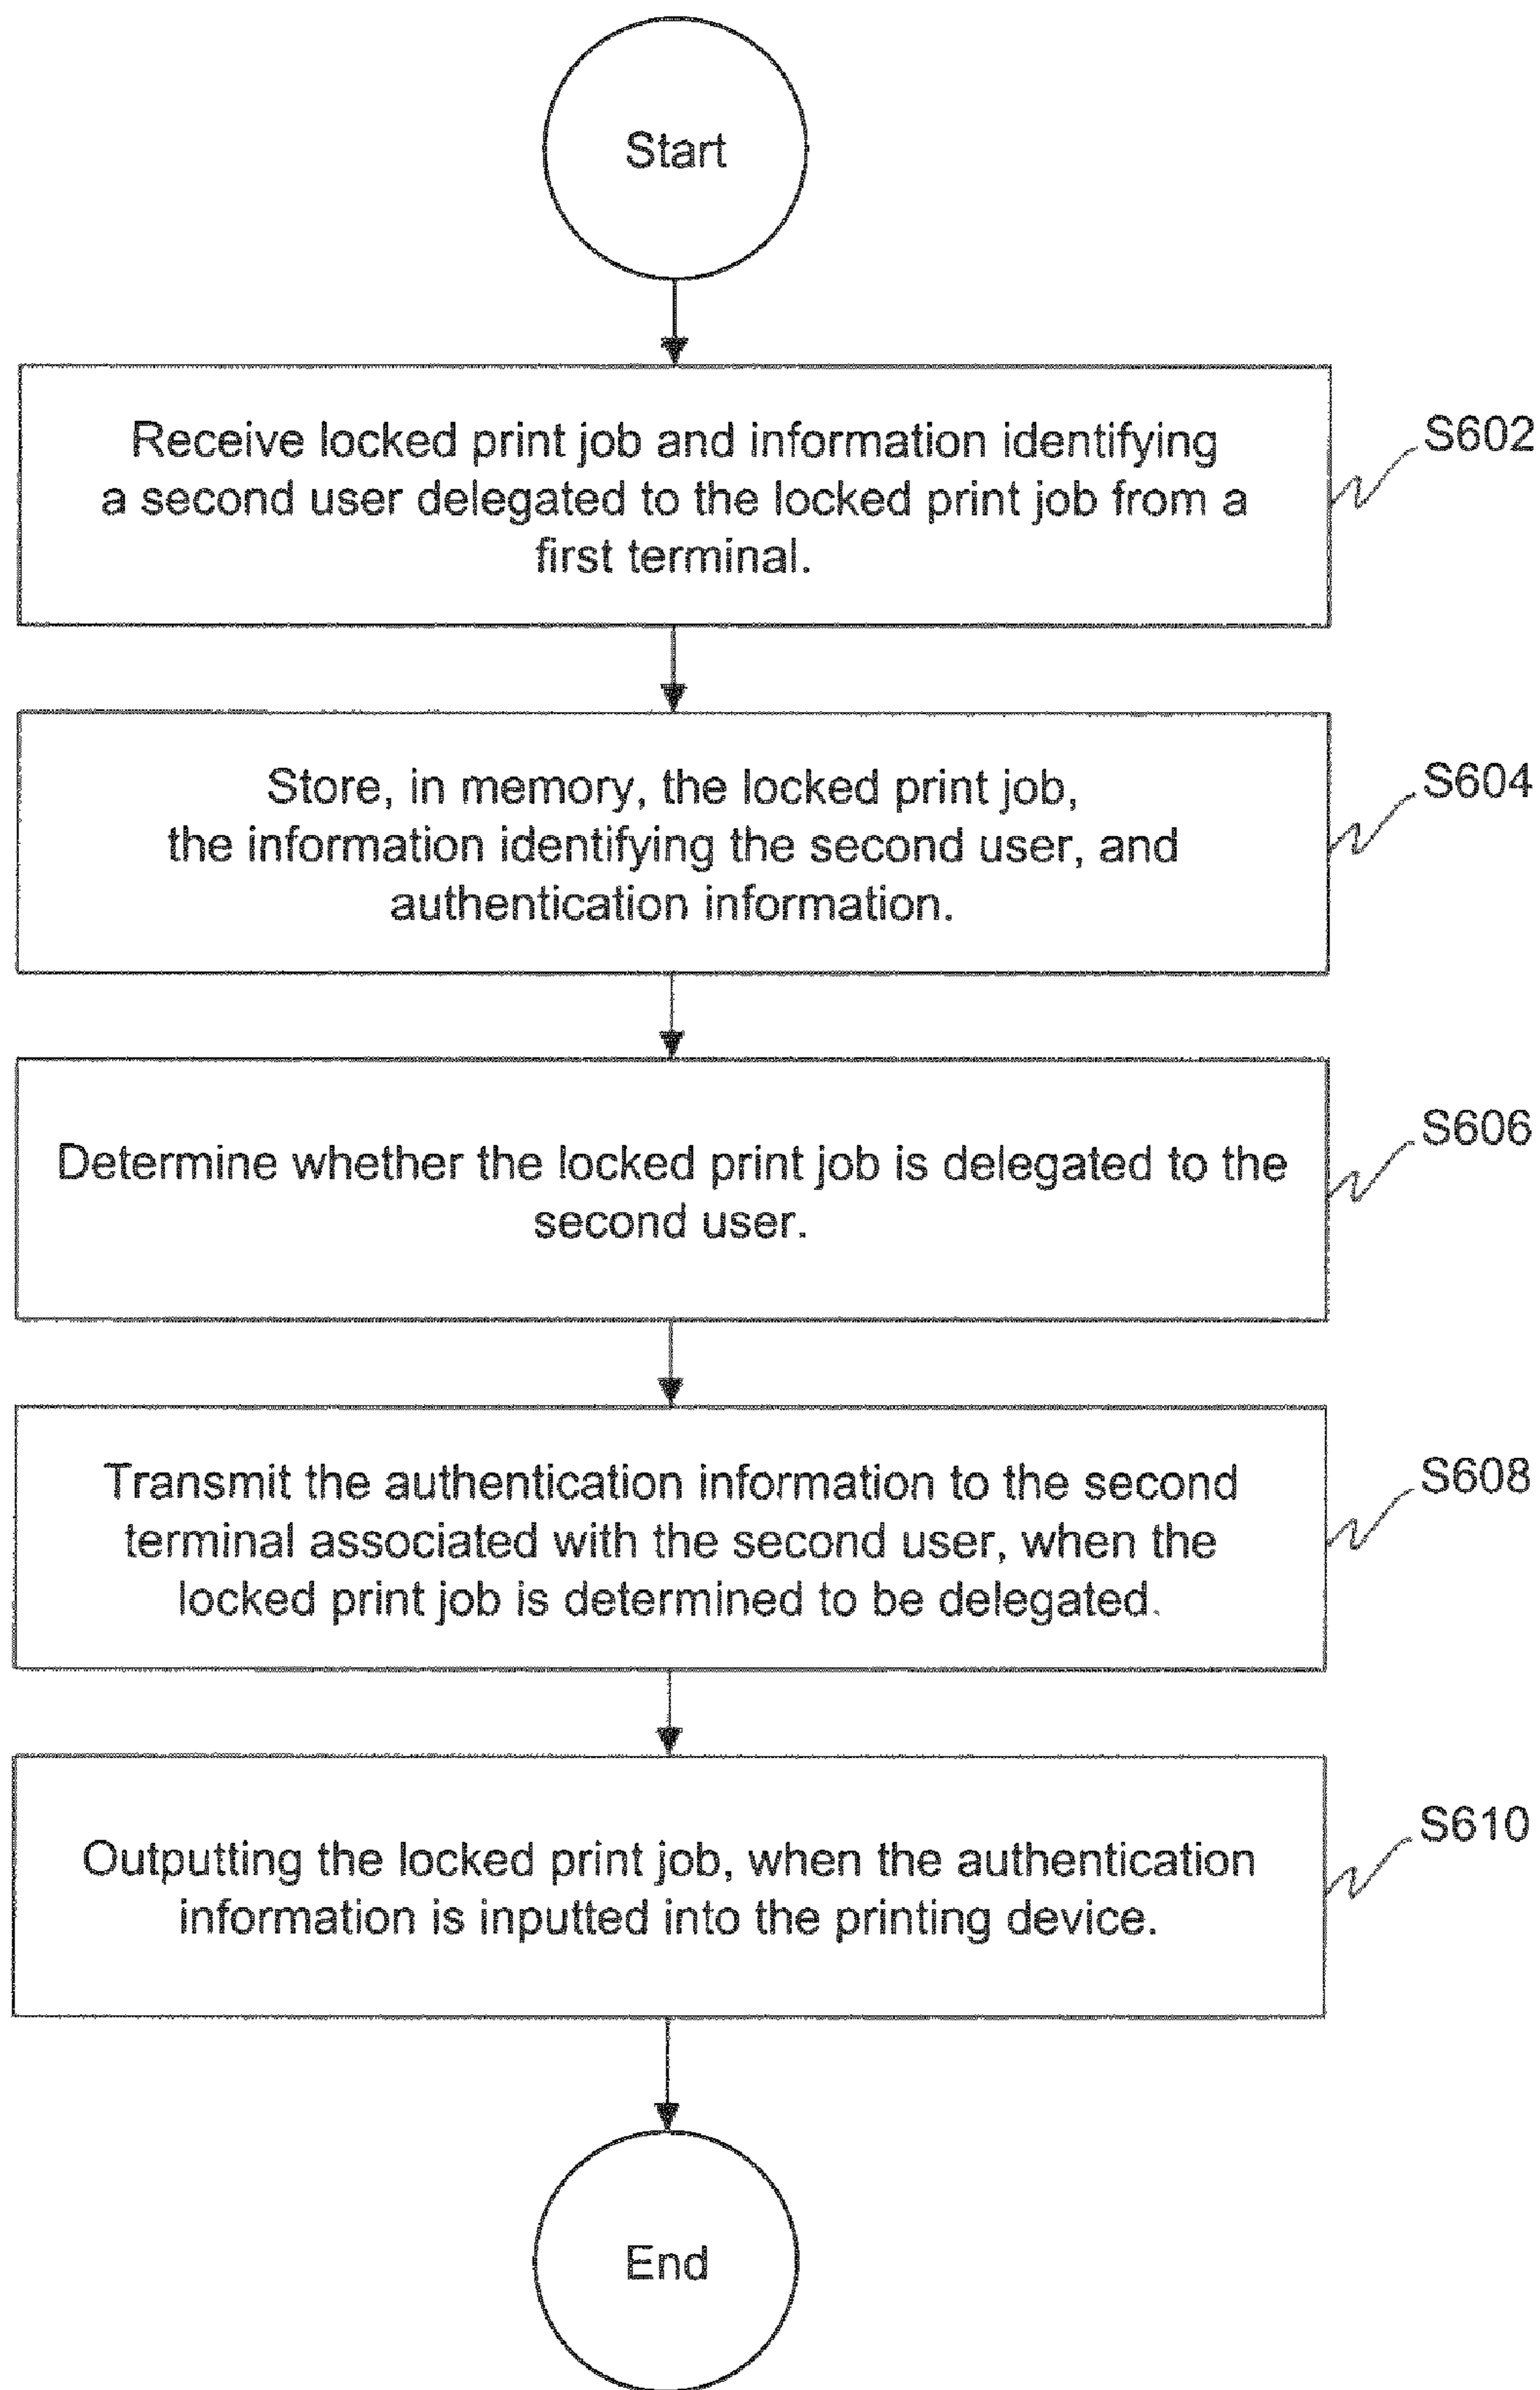 Start
Receive locked print job and information identifying
a second user delegated to the locked print job from a
first terminal.
S602
Store, in memory, the locked print job,
the information identifying the second user, and
authentication information.
S604
Determine whether the locked print job is delegated to the
second user.
S606
Transmit the authentication information to the second
terminal associated with the second user, when the
locked print job is determined to be delegated.
S608
Outputting the locked print job, when the authentication
information is inputted into the printing device.
S610
End